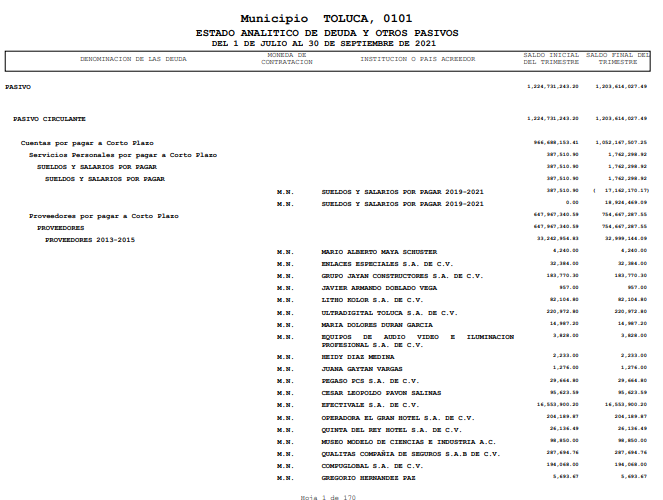 Municipio TOLUCA, 0101
ESTADO ANALITICO DE DEUDA Y OTROS PASIVOS
DEL 1 DE JULIO AL 30 DE SEPTIEMBRE DE 2021
DENOMINACION DE LAS DEUDA MONEDA DE CONTRATACION INSTITUCION O PAIS ACREEDOR SALDO INICIAL DEL TRIMESTRE SALDO FINAL DEL TRIMESTRE
PASIVO 1,224,731,243.20 1,203,614,027.49
PASIVO CIRCULANTE 1,224,731,243.20 1,203,614,027.49
Cuentas por pagar a Corto Plazo 966,688,153.41 1,052,167,507.25
Servicios Personales por pagar a Corto Plazo 387,510.90 1,762,298.92
SUELDOS Y SALARIOS POR PAGAR 387,510.90 1,762,298.92
SUELDOS Y SALARIOS POR PAGAR 387,510.90 1,762,298.92
M.N. SUELDOS Y SALARIOS POR PAGAR 2019-2021 387,510.90 ( 17,162,170.17)
M.N. SUELDOS Y SALARIOS POR PAGAR 2019-2021 0.00 18,924,469.09
Proveedores por pagar a Corto Plazo 647,967,340.59 754,667,287.55
PROVEEDORES 647,967,340.59 754,667,287.55
PROVEEDORES 2013-2015 33,242,954.83 32,999,144.09
M.N. MARIO ALBERTO MAYA SCHUSTER 4,240.00 4,240.00
M.N. ENLACES ESPECIALES S.A. DE C.V. 32,384.00 32,384.00
M.N. GRUPO JAYAN CONSTRUCTORES S.A. DE C.V. 183,770.30 183,770.30
M.N. JAVIER ARMANDO DOBLADO VEGA 957.00 957.00
M.N. LITHO KOLOR S.A. DE C.V. 82,104.80 82,104.80
M.N. ULTRADIGITAL TOLUCA S.A. DE C.V. 220,972.80 220,972.80
M.N. MARIA DOLORES DURAN GARCIA 16,987.20 16,987.20
M.N. EQUIPOS DE AUDIO VIDEO E ILUMINACION 3,828.00 3,828.00
PROFESIONAL S.A. DE C.V.
M.N. HEIDY DIAZ MEDINA 2,233.00 2,233.00
M.N. JUANA GAYTAN VARGAS 1,276.00 1,276.00
M.N. PEGASO PCS S.A. DE C.V. 29,664.80 29,664.80
M.N. CESAR LEOPOLDO PAVON SALINAS 95,623.59 95,623.59
M.N. EFECTIVALE S.A. DE C.V. 16,553,900.20 16,553,900.20
M.N. OPERADORA EL GRAN HOTEL S.A. DE C.V. 204,189.87 204,189.87
M.N. QUINTA DEL REY HOTEL S.A. DE C.V. 26,136.49 26,136.49
M.N. MUSEO MODELO DE CIENCIAS E INDUSTRIA A.C. 98,850.00 98,850.00
M.N. QUALITAS COMPAÑIA DE SEGUROS S.A.B DE C.V. 287,694.76 287,694.76
M.N. COMPUGLOBAL S.A. DE C.V. 194,068.00 194,068.00
M.N. GREGORIO HERNANDEZ PAZ 5,693.67 5,693.67
Hoja 1 de 170